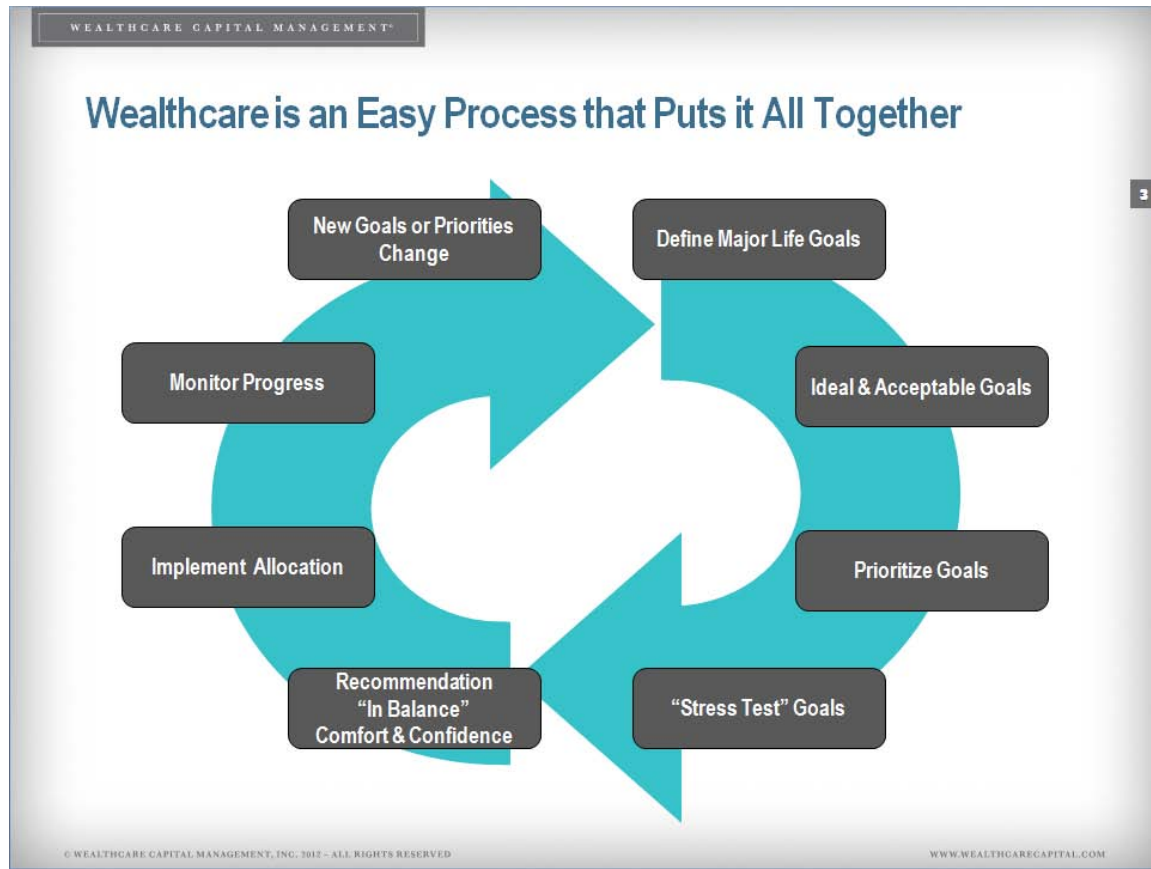 WEALTHCARE CAPITAL MANAGEMENT®
Wealthcare is an Easy Process that Puts it All Together
3
New Goals or Priorities
Change
Define Major Life Goals
Monitor Progress
Ideal & Acceptable Goals
Implement Allocation
Prioritize Goals
Recommendation
“In Balance”
Comfort & Confidence
“Stress Test” Goals
© WEALTHCARE CAPITAL MANAGEMENT, INC. 2012 – ALL RIGHTS RESERVED
WWW.WEALTHCARECAPITAL.COM